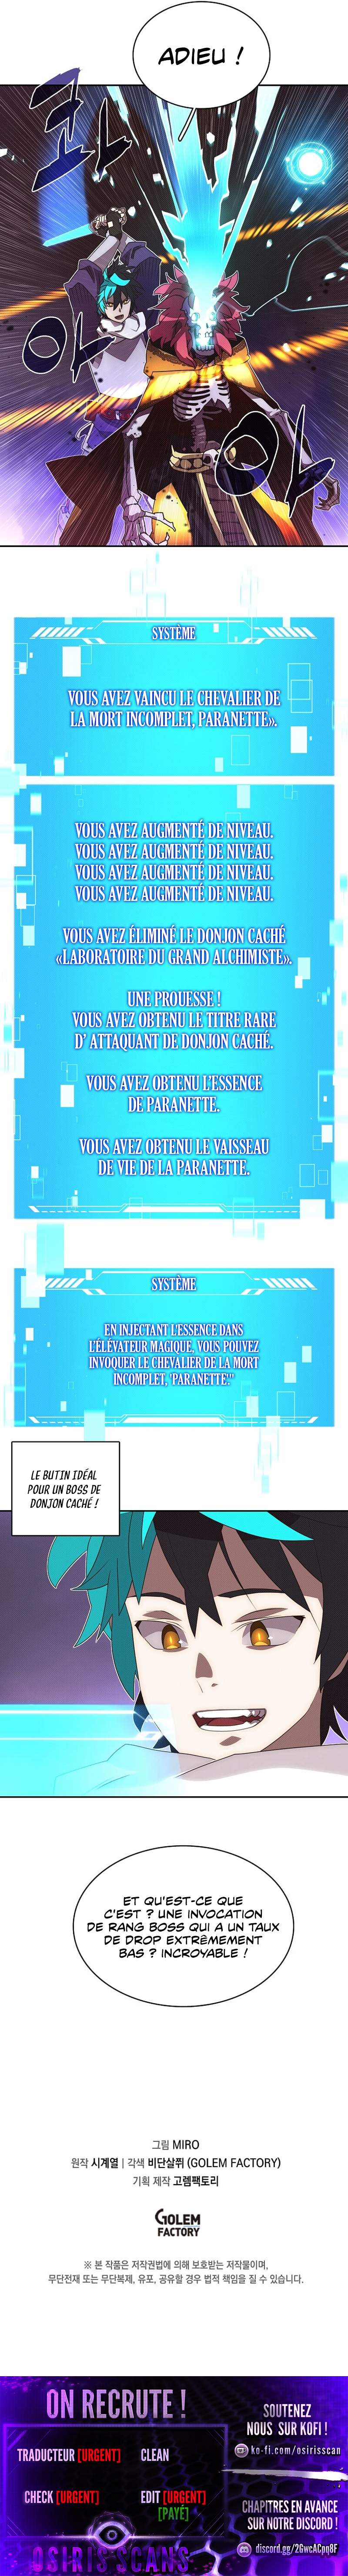 ADIEU !
SYSTÈME
VOUS AVEZ VAINCU LE CHEVALIER DE
LA MORT INCOMPLET, PARANETTE».
VOUS AVEZ AUGMENTÉ DE NIVEAU.
VOUS AVEZ AUGMENTÉ DE NIVEAU.
VOUS AVEZ AUGMENTÉ DE NIVEAU.
VOUS AVEZ AUGMENTÉ DE NIVEAU.
VOUS AVEZ ÉLIMINÉ LE DONJON CACHÉ
«LABORATOIRE DU GRAND ALCHIMISTE».
UNE PROUESSE !
VOUS AVEZ OBTENU LE TITRE RARE
D' ATTAQUANT DE DONJON CACHÉ.
VOUS AVEZ OBTENU L'ESSENCE
DE PARANETTE.
VOUS AVEZ OBTENU LE VAISSEAU
DE VIE DE LA PARANETTE.
SYSTÈME
EN INJECTANT L'ESSENCE DANS
L'ÉLÉVATEUR MAGIQUE, VOUS POUVEZ
INVOQUER LE CHEVALIER DE LA MORT
INCOMPLET, "PARANETTE."
LE BUTIN IDÉAL
POUR UN BOSS DE
DONJON CACHÉ !
ET QU'EST-CE QUE
C'EST ? UNE INVOCATION
DE RANG BOSS QUI A UN TAUX
DE DROP EXTRÊMEMENT
BAS ? INCROYABLE !
그림 MIRO
원작 시계열 | 각색 비단살쮜 (GOLEM FACTORY)
기획 제작 고렘팩토리
GOLEM
FACTORY
※ 본 작품은 저작권법에 의해 보호받는 저작물이며,
무단전재 또는 무단복제, 유포, 공유할 경우 법적 책임을 질 수 있습니다.
ON RECRUTE !
TRADUCTEUR [URGENT] CLEAN
CHECK [URGENT] EDIT [URGENT]
[PAYÉ]
OSIRIS SCANS
SOUTENEZ
NOUS SUR KOFI !
ko-fi.com/osirisscan
CHAPITRES EN AVANCE
SUR NOTRE DISCORD !
discord.gg/2GwcACpq8F